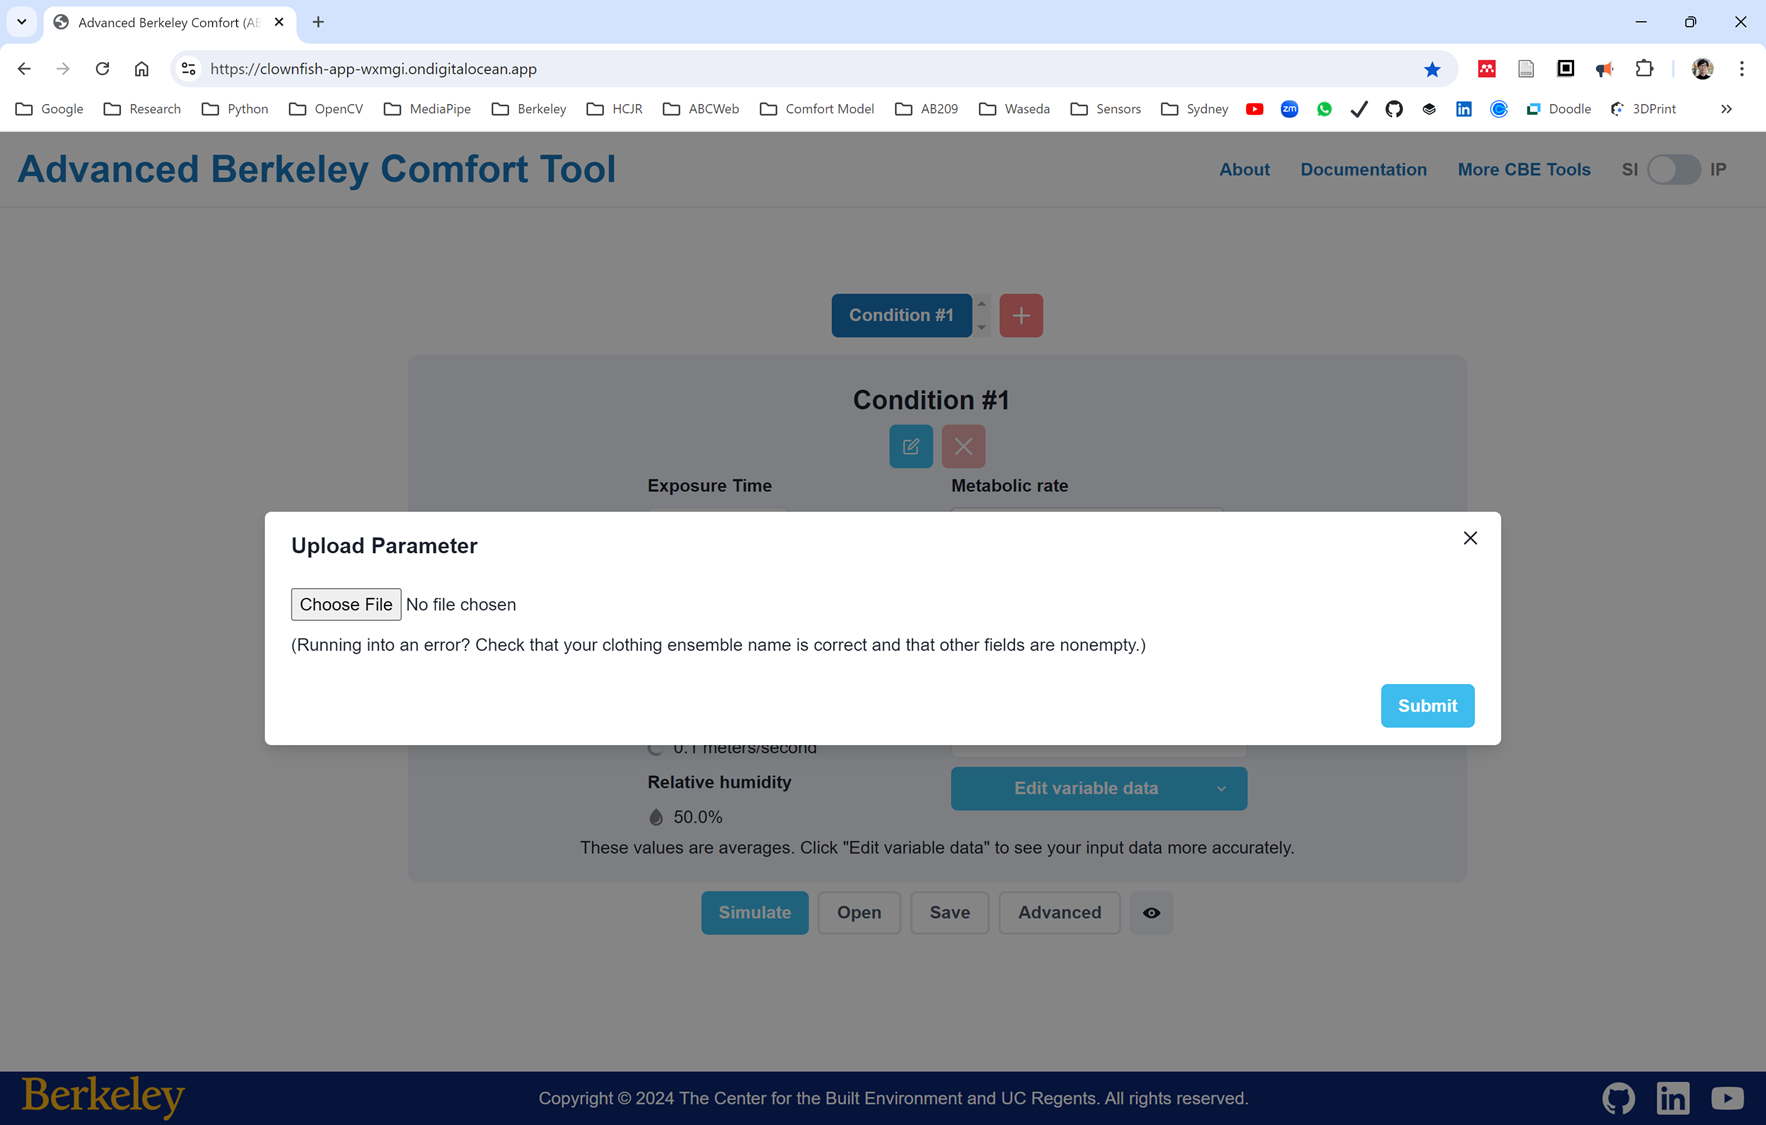 Advanced Berkeley Comfort (AB
https://clownfish-app-wxmgi.ondigitalocean.app
Google Research Python OpenCV MediaPipe Berkeley HCJR ABCWeb Comfort Model AB209 Waseda Sensors Sydney zm in Doodle 3DPrint
Advanced Berkeley Comfort Tool
About Documentation More CBE Tools SI IP
Condition #1
Condition #1
Exposure Time Metabolic rate
Upload Parameter
Choose File No file chosen
(Running into an error? Check that your clothing ensemble name is correct and that other fields are nonempty.)
Submit
0.1 meters/second
Relative humidity
Edit variable data
50.0%
These values are averages. Click "Edit variable data" to see your input data more accurately.
Simulate Open Save Advanced
Berkeley
Copyright © 2024 The Center for the Built Environment and UC Regents. All rights reserved.
in